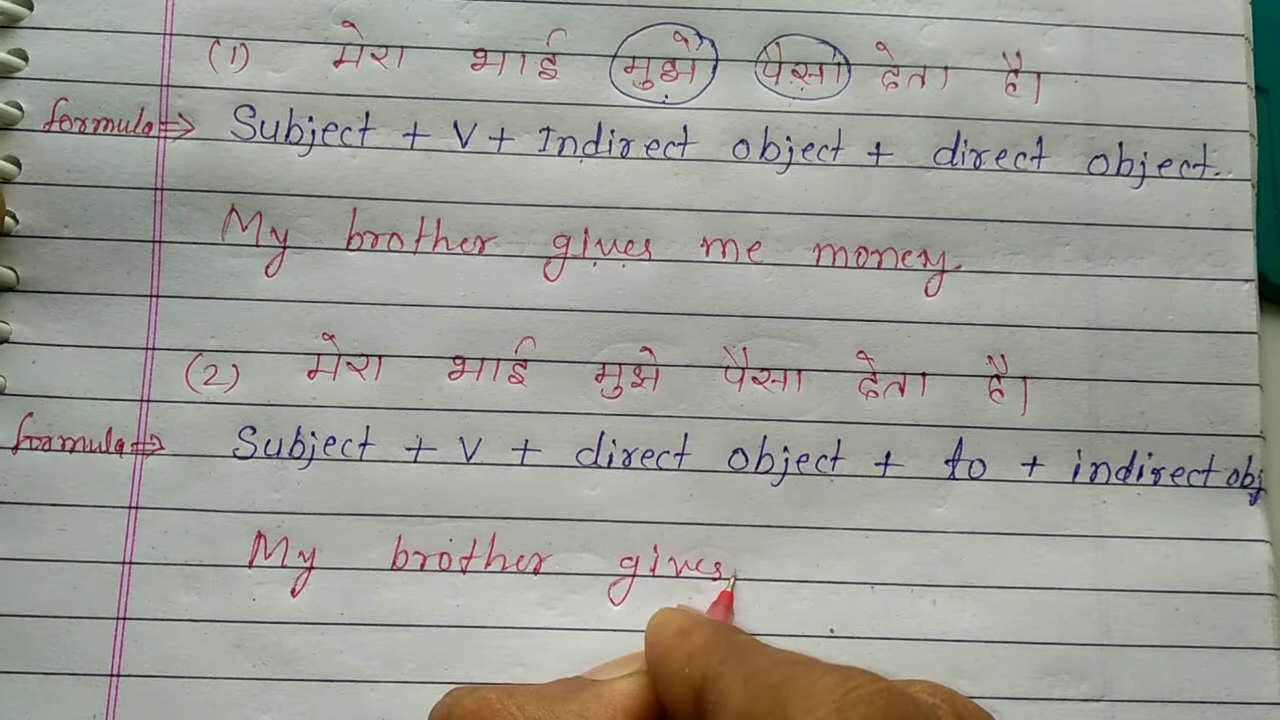 (1) मेरा भाई मुझे पैसा देता है।
formula⇒ Subject + V + Indirect object + direct object.
My brother gives me money.
(2) मेरा भाई मुझे पैसा देता है।
formula⇒ Subject + V + direct object + to + indirect obj
My brother gives